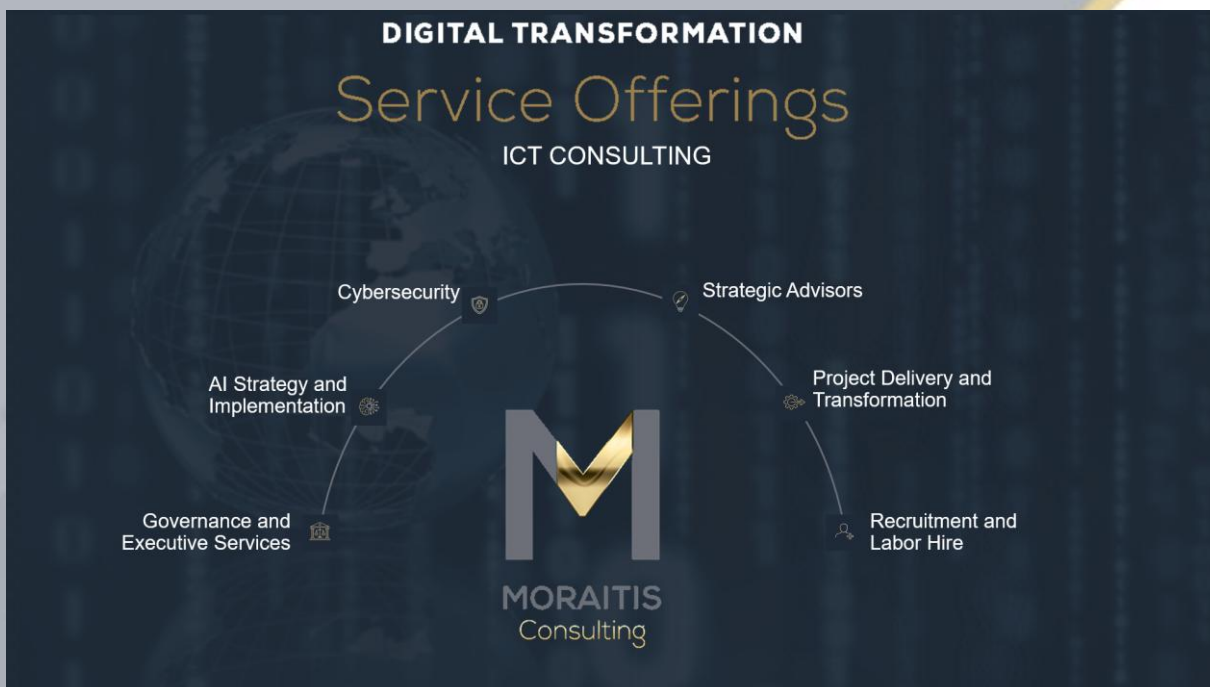 DIGITAL TRANSFORMATION
Service Offerings
ICT CONSULTING
Cybersecurity
Strategic Advisors
AI Strategy and
Implementation
Project Delivery and
Transformation
Governance and
Executive Services
Recruitment and
Labor Hire
M
MORAITIS
Consulting